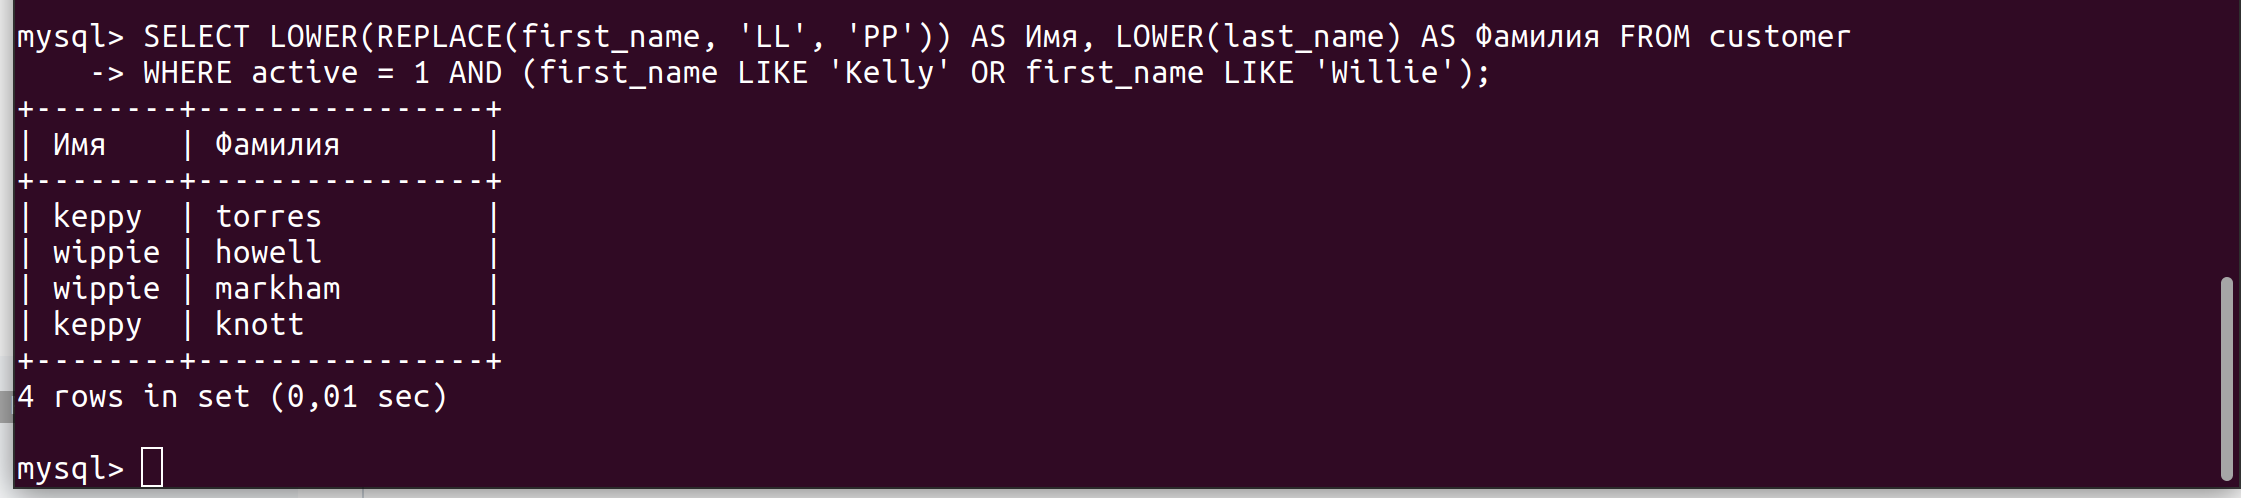 mysql> SELECT LOWER(REPLACE(first_name, 'LL', 'PP')) AS Имя, LOWER(last_name) AS Фамилия FROM customer
    -> WHERE active = 1 AND (first_name LIKE 'Kelly' OR first_name LIKE 'Willie');
+--------+----------------+
| Имя    | Фамилия        |
+--------+----------------+
| keppy  | torres         |
| wippie | howell         |
| wippie | markham        |
| keppy  | knott          |
+--------+----------------+
4 rows in set (0,01 sec)
mysql>